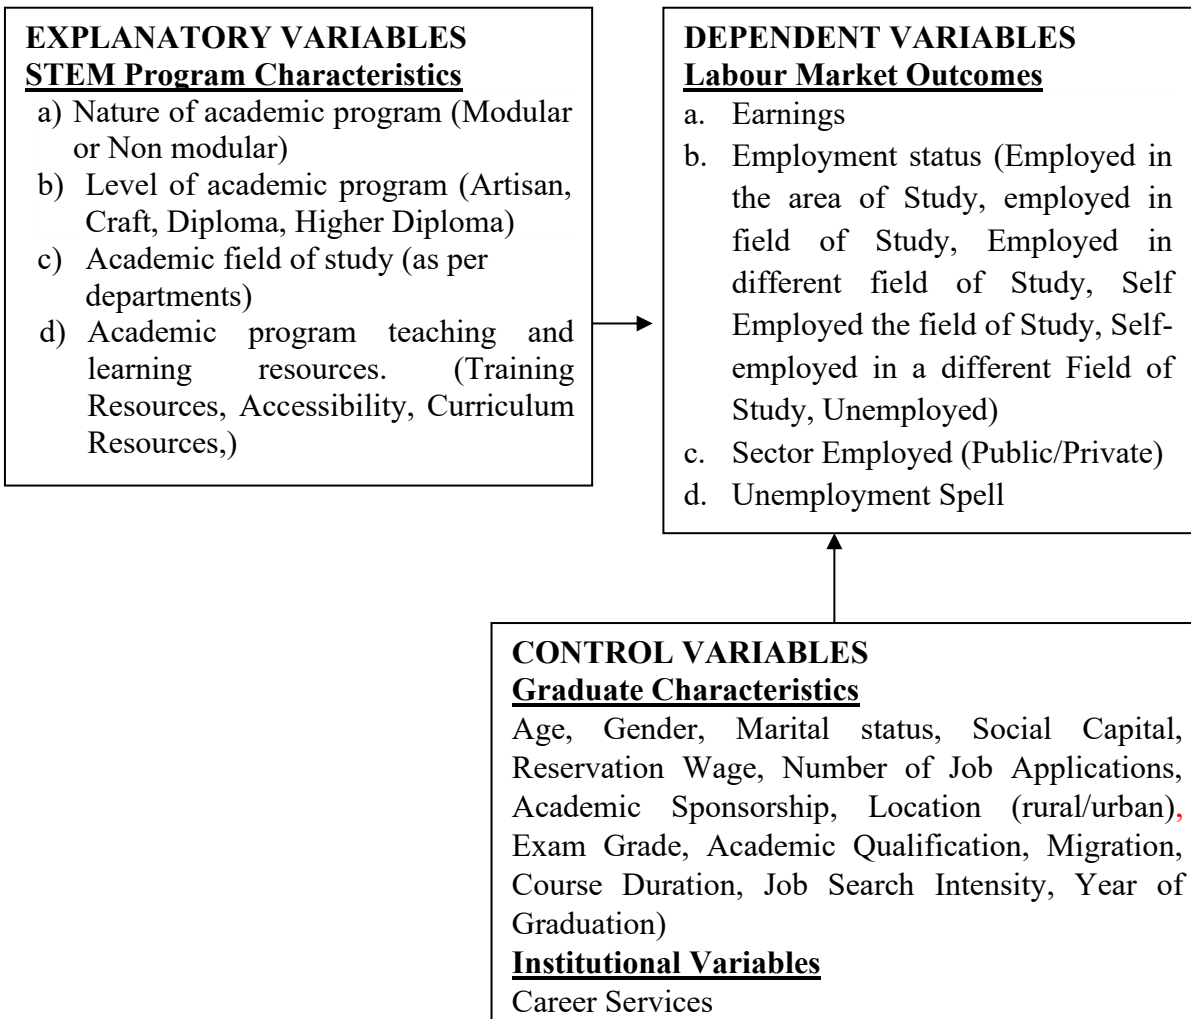 EXPLANATORY VARIABLES
STEM Program Characteristics
a) Nature of academic program (Modular
or Non modular)
b) Level of academic program (Artisan,
Craft, Diploma, Higher Diploma)
c) Academic field of study (as per
departments)
d) Academic program teaching and
learning resources. (Training
Resources, Accessibility, Curriculum
Resources,)
DEPENDENT VARIABLES
Labour Market Outcomes
a. Earnings
b. Employment status (Employed in
the area of Study, employed in
field of Study, Employed in
different field of Study, Self
Employed the field of Study, Self-
employed in a different Field of
Study, Unemployed)
c. Sector Employed (Public/Private)
d. Unemployment Spell
CONTROL VARIABLES
Graduate Characteristics
Age, Gender, Marital status, Social Capital,
Reservation Wage, Number of Job Applications,
Academic Sponsorship, Location (rural/urban),
Exam Grade, Academic Qualification, Migration,
Course Duration, Job Search Intensity, Year of
Graduation)
Institutional Variables
Career Services